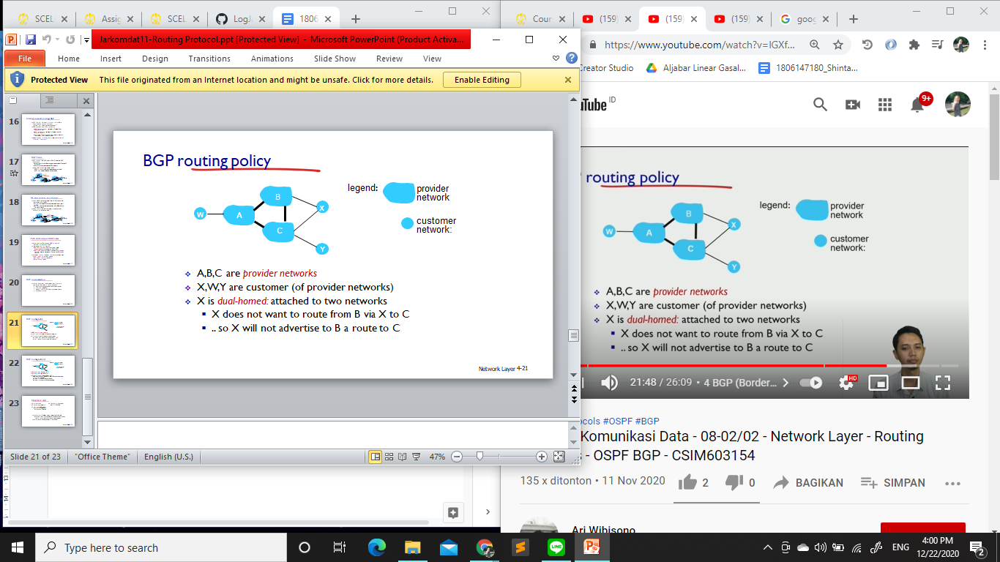 SCEL
Assig
SCEL
LogJ
1806
Cour
(159)
(159)
(159)
goog
Jarkomdat11-Routing Protocol.ppt [Protected View] - Microsoft PowerPoint (Product Activa...
https://www.youtube.com/watch?v=IGXf...
File
Home
Insert
Design
Transitions
Animations
Slide Show
Review
View
Creator Studio
Aljabar Linear Gasal...
1806147180_Shinta...
Protected View
This file originated from an Internet location and might be unsafe. Click for more details.
Enable Editing
ID
9+
16
17
18
19
20
21
22
23
BGP routing policy
legend:
provider
network
customer
network:
W
A
B
C
X
Y
A,B,C are provider networks
X,W,Y are customer (of provider networks)
X is dual-homed: attached to two networks
X does not want to route from B via X to C
.. so X will not advertise to B a route to C
Network Layer 4-21
routing policy
legend:
provider
network
customer
network:
W
A
B
C
X
Y
A,B,C are provider networks
X,W,Y are customer (of provider networks)
X is dual-homed: attached to two networks
X does not want to route from B via X to C
.. so X will not advertise to B a route to C
21:48 / 26:09 • 4 BGP (Border...
HD
#OSPF #BGP
Komunikasi Data - 08-02/02 - Network Layer - Routing
- OSPF BGP - CSIM603154
135 x ditonton • 11 Nov 2020
2
0
BAGIKAN
SIMPAN
Ari Wibisono
Slide 21 of 23
"Office Theme"
English (U.S.)
47%
13
14
Type here to search
ENG
4:00 PM
12/22/2020
2